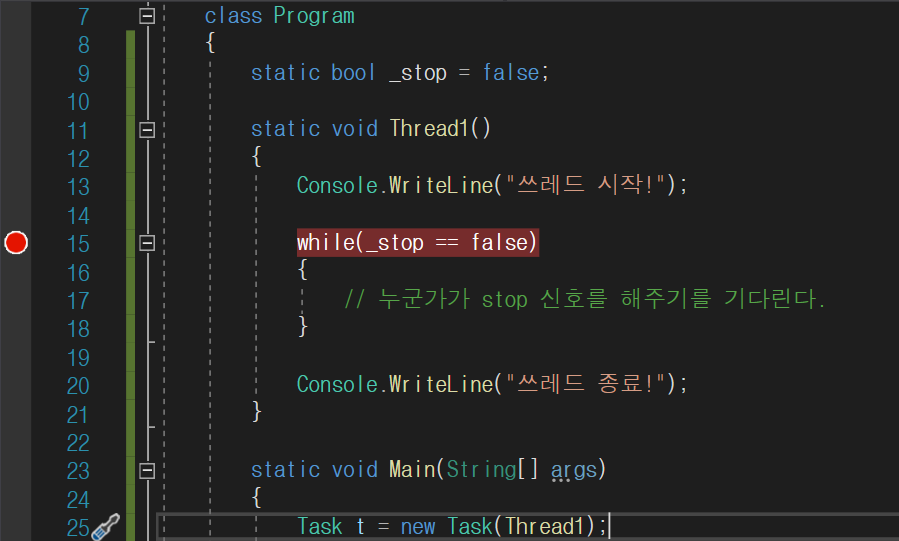 7 class Program
8 {
9 static bool _stop = false;
10
11 static void Thread1()
12 {
13 Console.WriteLine("쓰레드 시작!");
14
15 while(_stop == false)
16 {
17 // 누군가가 stop 신호를 해주기를 기다린다.
18 }
19
20 Console.WriteLine("쓰레드 종료!");
21 }
22
23 static void Main(String[] args)
24 {
25 Task t = new Task(Thread1);